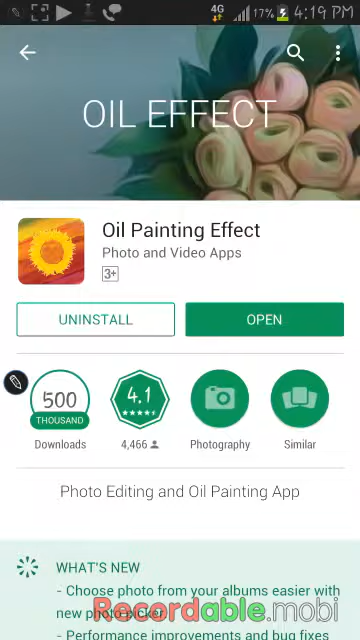 4G 17% 4:19 PM
OIL EFFECT
Oil Painting Effect
Photo and Video Apps
3+
UNINSTALL
OPEN
500
THOUSAND
4.1
Downloads
4,466
Photography
Similar
Photo Editing and Oil Painting App
WHAT'S NEW
- Choose photo from your albums easier with
new photo picker
Recordable.mobi
- Performance improvements and bug fixes